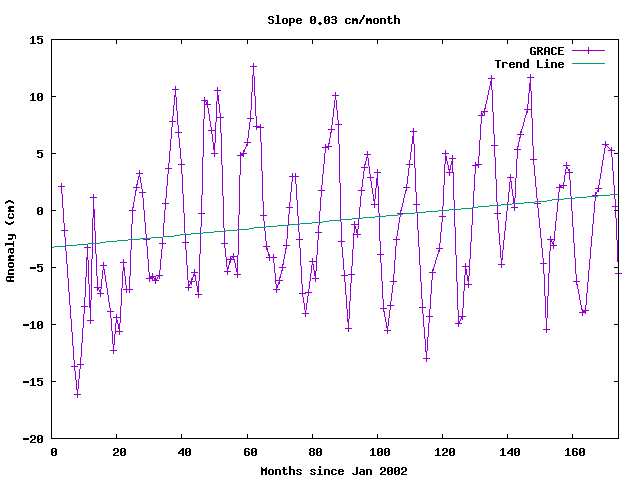 Slope 0.03 cm/month
15
10
5
0
-5
-10
-15
-20
Anomaly (cm)
GRACE
Trend Line
0 20 40 60 80 100 120 140 160
Months since Jan 2002